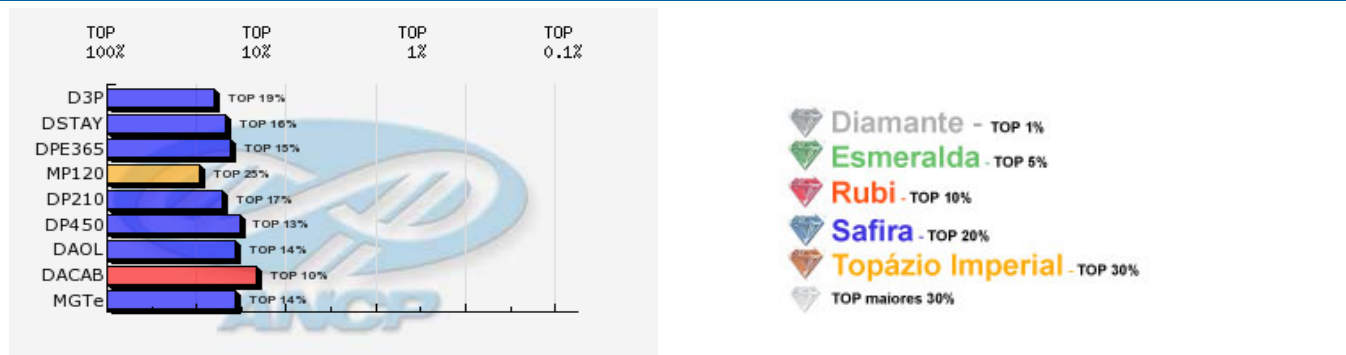 TOP TOP TOP TOP
100% 10% 1% 0.1%
D3P TOP 19%
DSTAY TOP 16%
DPE365 TOP 15%
MP120 TOP 25%
DP210 TOP 17%
DP450 TOP 13%
DAOL TOP 14%
DACAB TOP 10%
MGTe TOP 14%
ANCP
Diamante - TOP 1%
Esmeralda - TOP 5%
Rubi - TOP 10%
Safira - TOP 20%
Topázio Imperial - TOP 30%
TOP maiores 30%